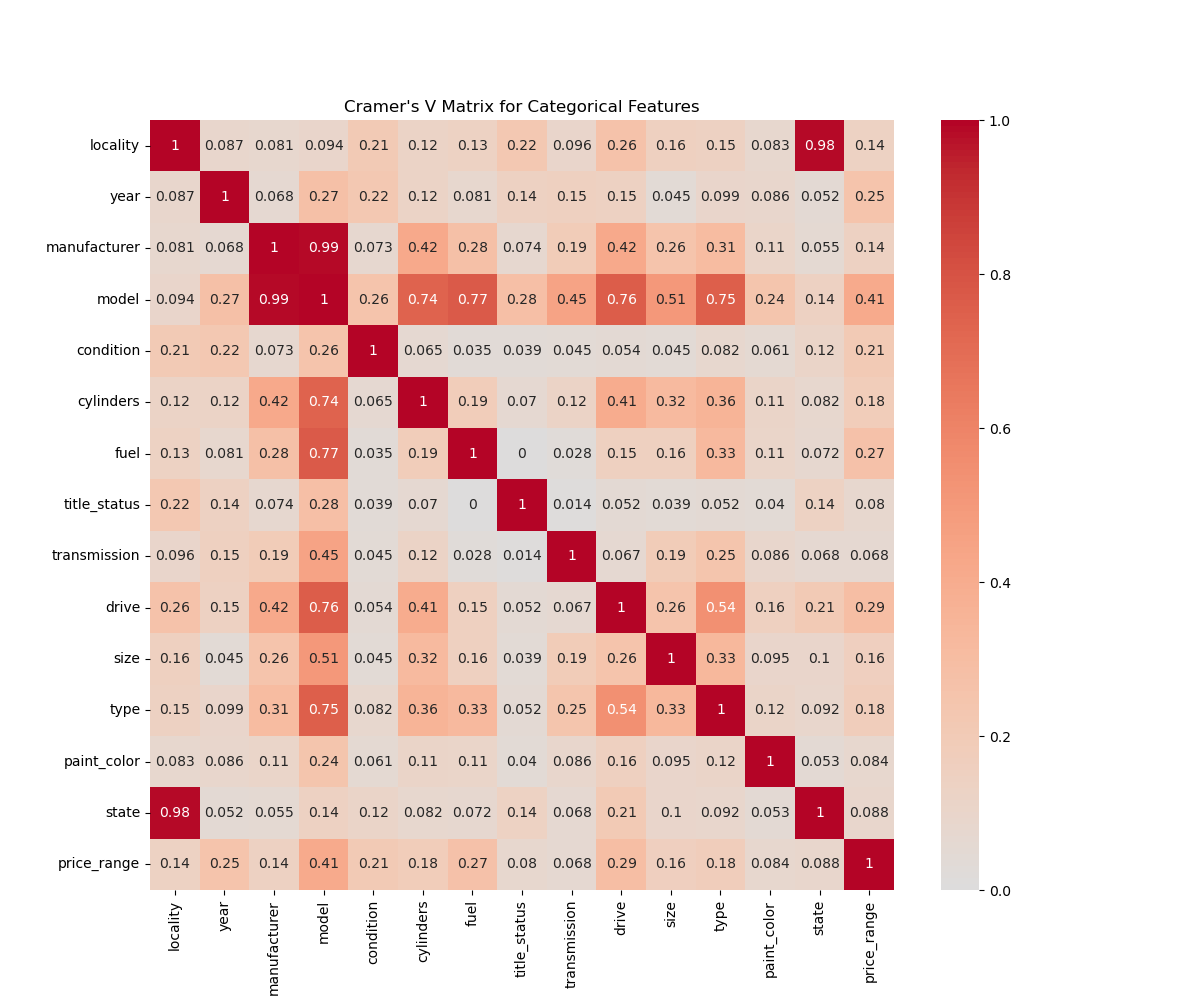 Cramer's V Matrix for Categorical Features
locality 1 0.087 0.081 0.094 0.21 0.12 0.13 0.22 0.096 0.26 0.16 0.15 0.083 0.98 0.14
year 0.087 1 0.068 0.27 0.22 0.12 0.081 0.14 0.15 0.15 0.045 0.099 0.086 0.052 0.25
manufacturer 0.081 0.068 1 0.99 0.073 0.42 0.28 0.074 0.19 0.42 0.26 0.31 0.11 0.055 0.14
model 0.094 0.27 0.99 1 0.26 0.74 0.77 0.28 0.45 0.76 0.51 0.75 0.24 0.14 0.41
condition 0.21 0.22 0.073 0.26 1 0.065 0.035 0.039 0.045 0.054 0.045 0.082 0.061 0.12 0.21
cylinders 0.12 0.12 0.42 0.74 0.065 1 0.19 0.07 0.12 0.41 0.32 0.36 0.11 0.082 0.18
fuel 0.13 0.081 0.28 0.77 0.035 0.19 1 0 0.028 0.15 0.16 0.33 0.11 0.072 0.27
title_status 0.22 0.14 0.074 0.28 0.039 0.07 0 1 0.014 0.052 0.039 0.052 0.04 0.14 0.08
transmission 0.096 0.15 0.19 0.45 0.045 0.12 0.028 0.014 1 0.067 0.19 0.25 0.086 0.068 0.068
drive 0.26 0.15 0.42 0.76 0.054 0.41 0.15 0.052 0.067 1 0.26 0.54 0.16 0.21 0.29
size 0.16 0.045 0.26 0.51 0.045 0.32 0.16 0.039 0.19 0.26 1 0.33 0.095 0.1 0.16
type 0.15 0.099 0.31 0.75 0.082 0.36 0.33 0.052 0.25 0.54 0.33 1 0.12 0.092 0.18
paint_color 0.083 0.086 0.11 0.24 0.061 0.11 0.11 0.04 0.086 0.16 0.095 0.12 1 0.053 0.084
state 0.98 0.052 0.055 0.14 0.12 0.082 0.072 0.14 0.068 0.21 0.1 0.092 0.053 1 0.088
price_range 0.14 0.25 0.14 0.41 0.21 0.18 0.27 0.08 0.068 0.29 0.16 0.18 0.084 0.088 1
locality year manufacturer model condition cylinders fuel title_status transmission drive size type paint_color state price_range
1.0
0.8
0.6
0.4
0.2
0.0